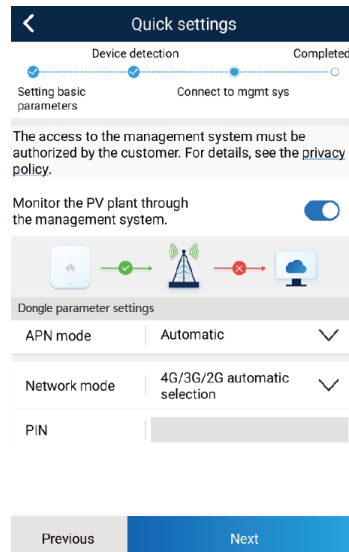 Quick settings
Device detection
Completed
Setting basic
parameters
Connect to mgmt sys
The access to the management system must be
authorized by the customer. For details, see the privacy
policy.
Monitor the PV plant through
the management system.
Dongle parameter settings
APN mode
Automatic
Network mode
4G/3G/2G automatic
selection
PIN
Previous
Next